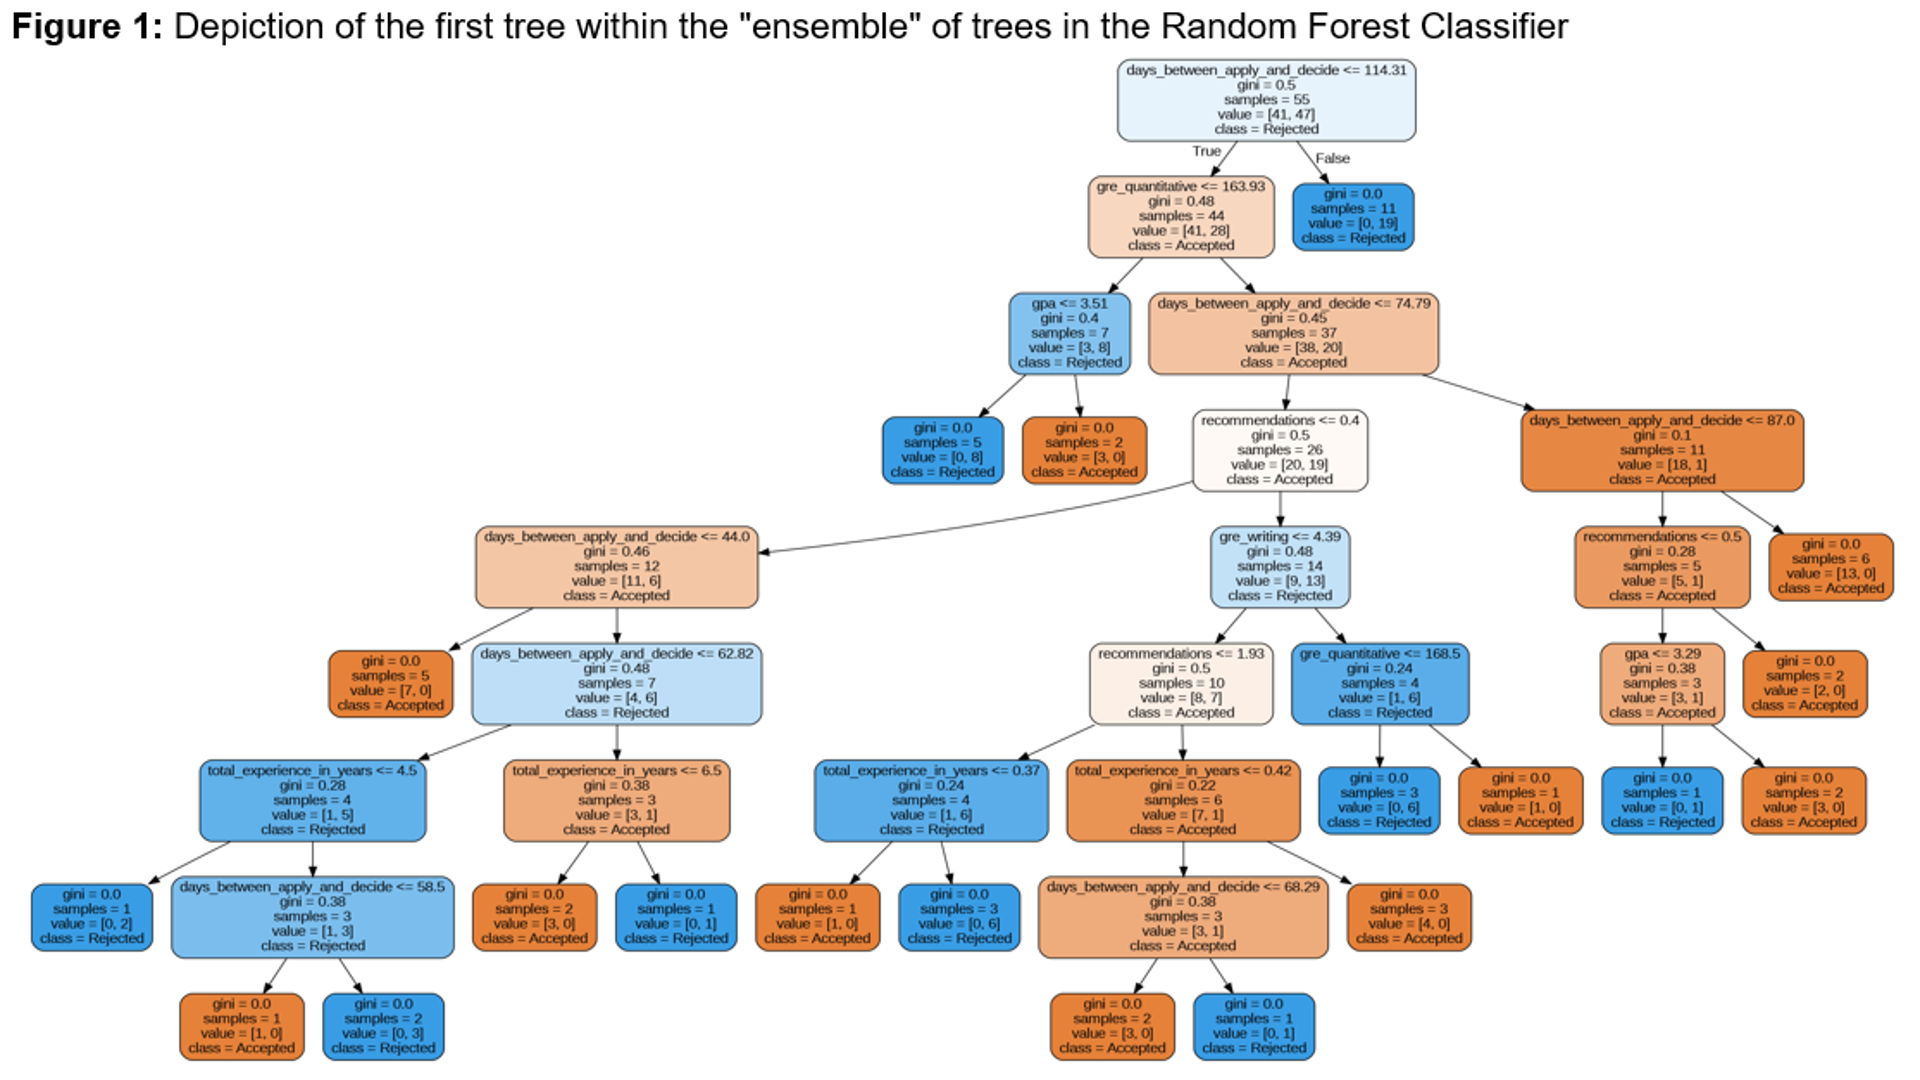 Figure 1: Depiction of the first tree within the "ensemble" of trees in the Random Forest Classifier
days_between_apply_and_decide <= 114.31
gini = 0.5
samples = 55
value = [41, 47]
class = Rejected
True
False
gre_quantitative <= 163.93
gini = 0.48
samples = 44
value = [41, 28]
class = Accepted
gini = 0.0
samples = 11
value = [0, 19]
class = Rejected
gpa <= 3.51
gini = 0.4
samples = 7
value = [3, 8]
class = Rejected
days_between_apply_and_decide <= 74.79
gini = 0.45
samples = 37
value = [38, 20]
class = Accepted
gini = 0.0
samples = 5
value = [0, 8]
class = Rejected
gini = 0.0
samples = 2
value = [3, 0]
class = Accepted
recommendations <= 0.4
gini = 0.5
samples = 26
value = [20, 19]
class = Accepted
days_between_apply_and_decide <= 87.0
gini = 0.1
samples = 11
value = [18, 1]
class = Accepted
days_between_apply_and_decide <= 44.0
gini = 0.46
samples = 12
value = [11, 6]
class = Accepted
gre_writing <= 4.39
gini = 0.48
samples = 14
value = [9, 13]
class = Rejected
recommendations <= 0.5
gini = 0.28
samples = 5
value = [5, 1]
class = Accepted
gini = 0.0
samples = 6
value = [13, 0]
class = Accepted
gini = 0.0
samples = 5
value = [7, 0]
class = Accepted
days_between_apply_and_decide <= 62.82
gini = 0.48
samples = 7
value = [4, 6]
class = Rejected
recommendations <= 1.93
gini = 0.5
samples = 10
value = [8, 7]
class = Accepted
gre_quantitative <= 168.5
gini = 0.24
samples = 4
value = [1, 6]
class = Rejected
gpa <= 3.29
gini = 0.38
samples = 3
value = [3, 1]
class = Accepted
gini = 0.0
samples = 2
value = [2, 0]
class = Accepted
total_experience_in_years <= 4.5
gini = 0.28
samples = 4
value = [1, 5]
class = Rejected
total_experience_in_years <= 6.5
gini = 0.38
samples = 3
value = [3, 1]
class = Accepted
total_experience_in_years <= 0.37
gini = 0.24
samples = 4
value = [1, 6]
class = Rejected
total_experience_in_years <= 0.42
gini = 0.22
samples = 6
value = [7, 1]
class = Accepted
gini = 0.0
samples = 3
value = [0, 6]
class = Rejected
gini = 0.0
samples = 1
value = [1, 0]
class = Accepted
gini = 0.0
samples = 1
value = [0, 1]
class = Rejected
gini = 0.0
samples = 2
value = [3, 0]
class = Accepted
gini = 0.0
samples = 1
value = [0, 2]
class = Rejected
days_between_apply_and_decide <= 58.5
gini = 0.38
samples = 3
value = [1, 3]
class = Rejected
gini = 0.0
samples = 2
value = [3, 0]
class = Accepted
gini = 0.0
samples = 1
value = [0, 1]
class = Rejected
gini = 0.0
samples = 1
value = [1, 0]
class = Accepted
gini = 0.0
samples = 3
value = [0, 6]
class = Rejected
days_between_apply_and_decide <= 68.29
gini = 0.38
samples = 3
value = [3, 1]
class = Accepted
gini = 0.0
samples = 3
value = [4, 0]
class = Accepted
gini = 0.0
samples = 1
value = [1, 0]
class = Accepted
gini = 0.0
samples = 2
value = [0, 3]
class = Rejected
gini = 0.0
samples = 2
value = [3, 0]
class = Accepted
gini = 0.0
samples = 1
value = [0, 1]
class = Rejected